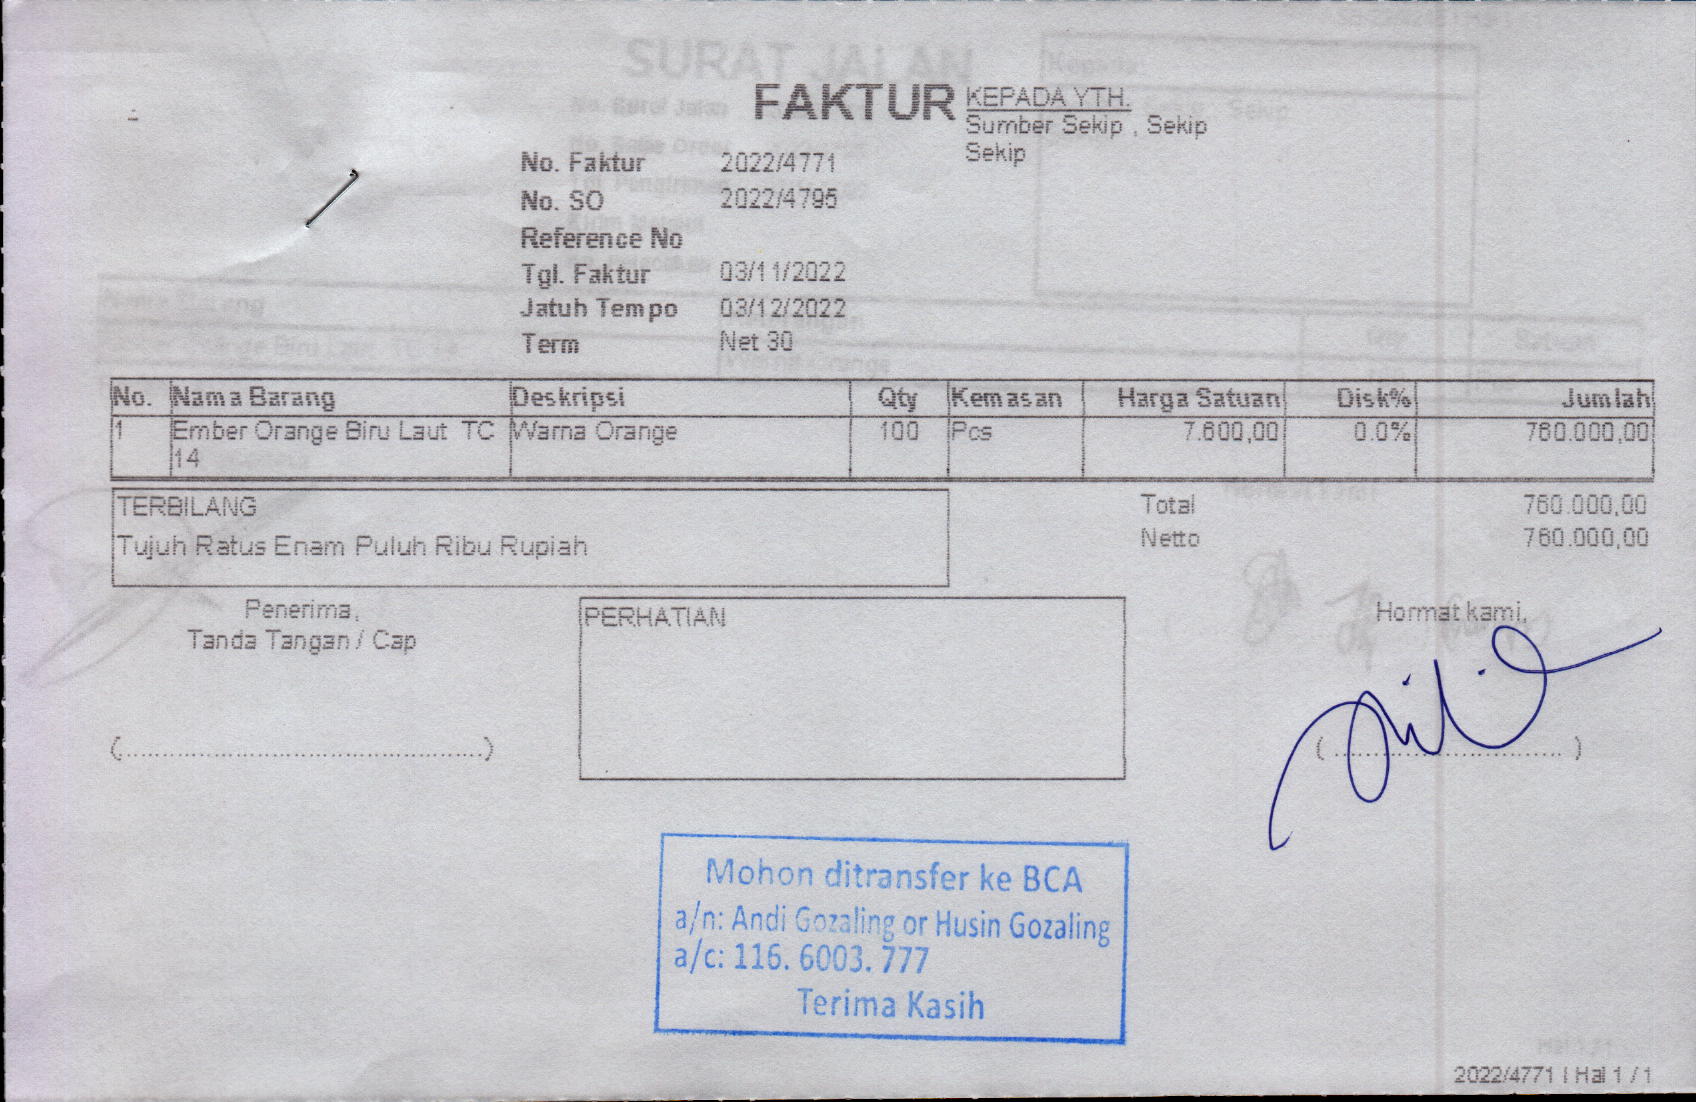 FAKTUR
KEPADA YTH.
Sumber Sekip , Sekip
Sekip
No. Faktur 2022/4771
No. SO 2022/4795
Reference No
Tgl. Faktur 03/11/2022
Jatuh Tempo 03/12/2022
Term Net 30
No. Nama Barang Deskripsi Qty Kemasan Harga Satuan Disk% Jumlah
1 Ember Orange Biru Laut TC Warna Orange 100 Pcs 7.600,00 0.0% 760.000,00
14
TERBILANG
Tujuh Ratus Enam Puluh Ribu Rupiah
Total 760.000,00
Netto 760.000,00
Penerima,
Tanda Tangan / Cap
PERHATIAN
Hormat kami,
(....................................................)
(.................................)
Mohon ditransfer ke BCA
a/n: Andi Gozaling or Husin Gozaling
a/c: 116. 6003. 777
Terima Kasih
2022/4771 | Hal 1 / 1
SURAT JALAN